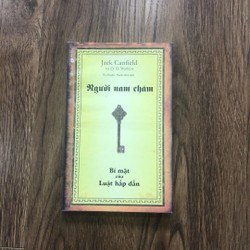 Jack Canfield
Người nam châm
Bí mật
của
Luật hấp dẫn